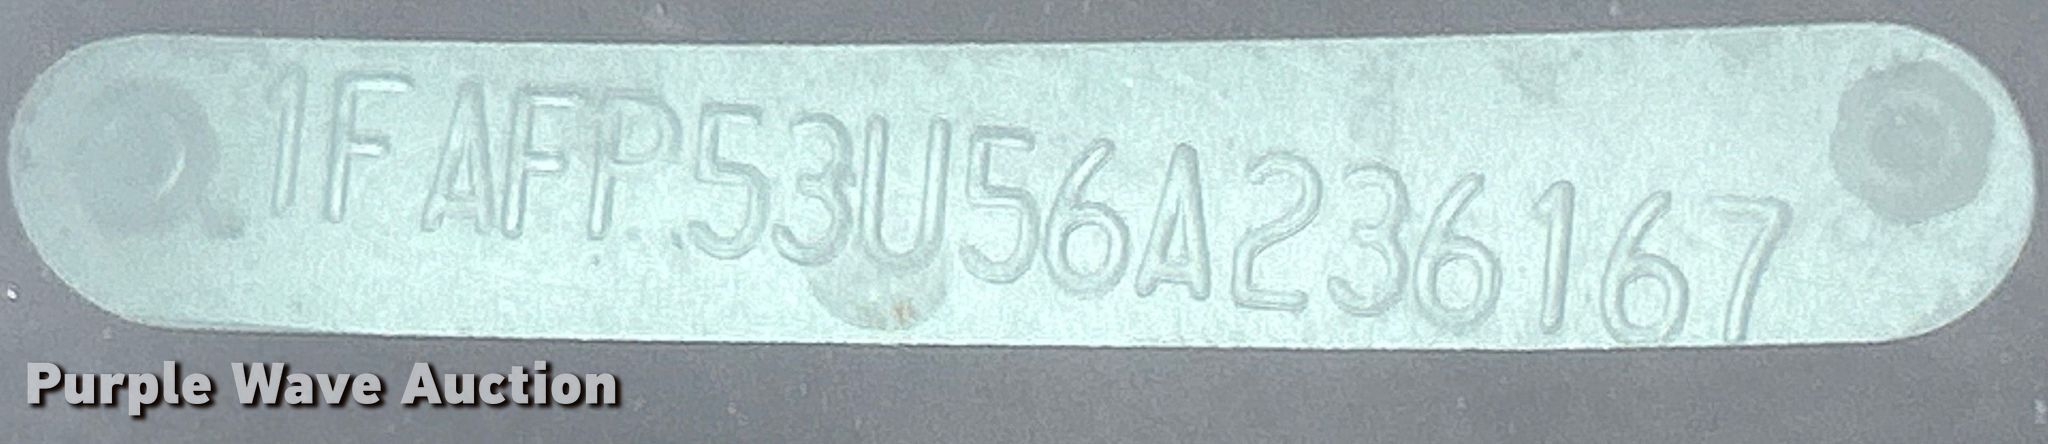 1FAFP53U56A236167
Purple Wave Auction